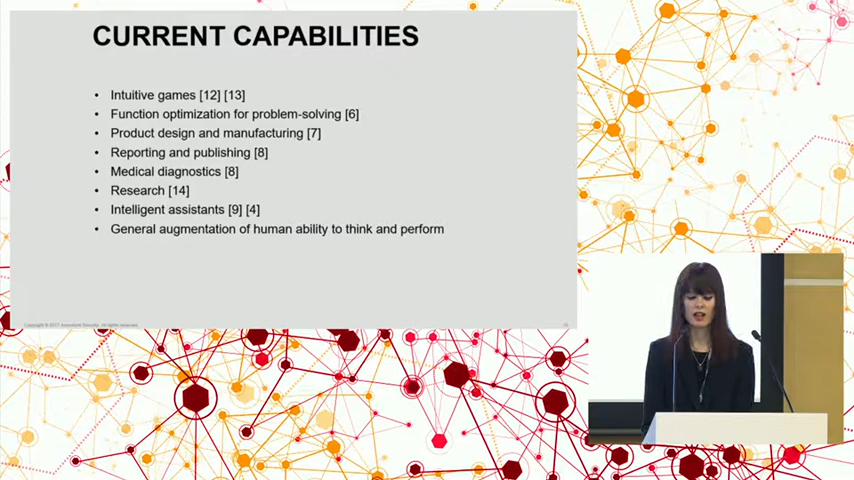 CURRENT CAPABILITIES
• Intuitive games [12] [13]
• Function optimization for problem-solving [6]
• Product design and manufacturing [7]
• Reporting and publishing [8]
• Medical diagnostics [8]
• Research [14]
• Intelligent assistants [9] [4]
• General augmentation of human ability to think and perform